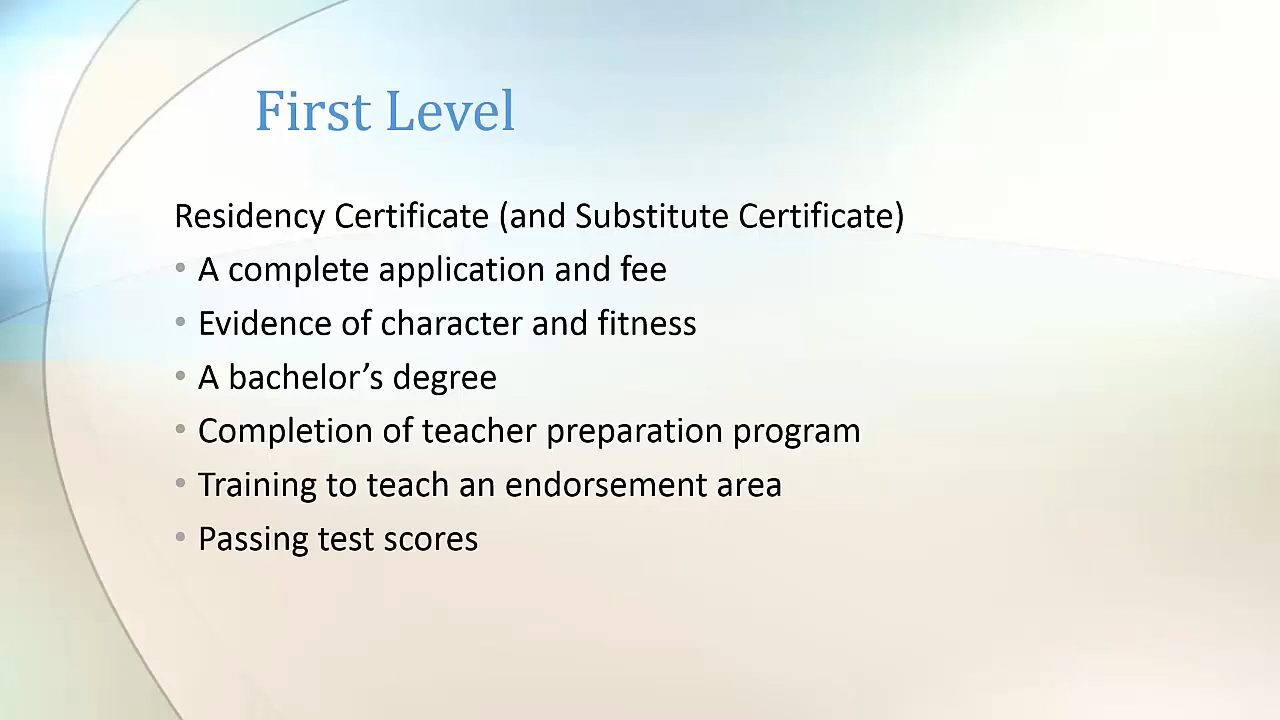 First Level
Residency Certificate (and Substitute Certificate)
• A complete application and fee
• Evidence of character and fitness
• A bachelor’s degree
• Completion of teacher preparation program
• Training to teach an endorsement area
• Passing test scores